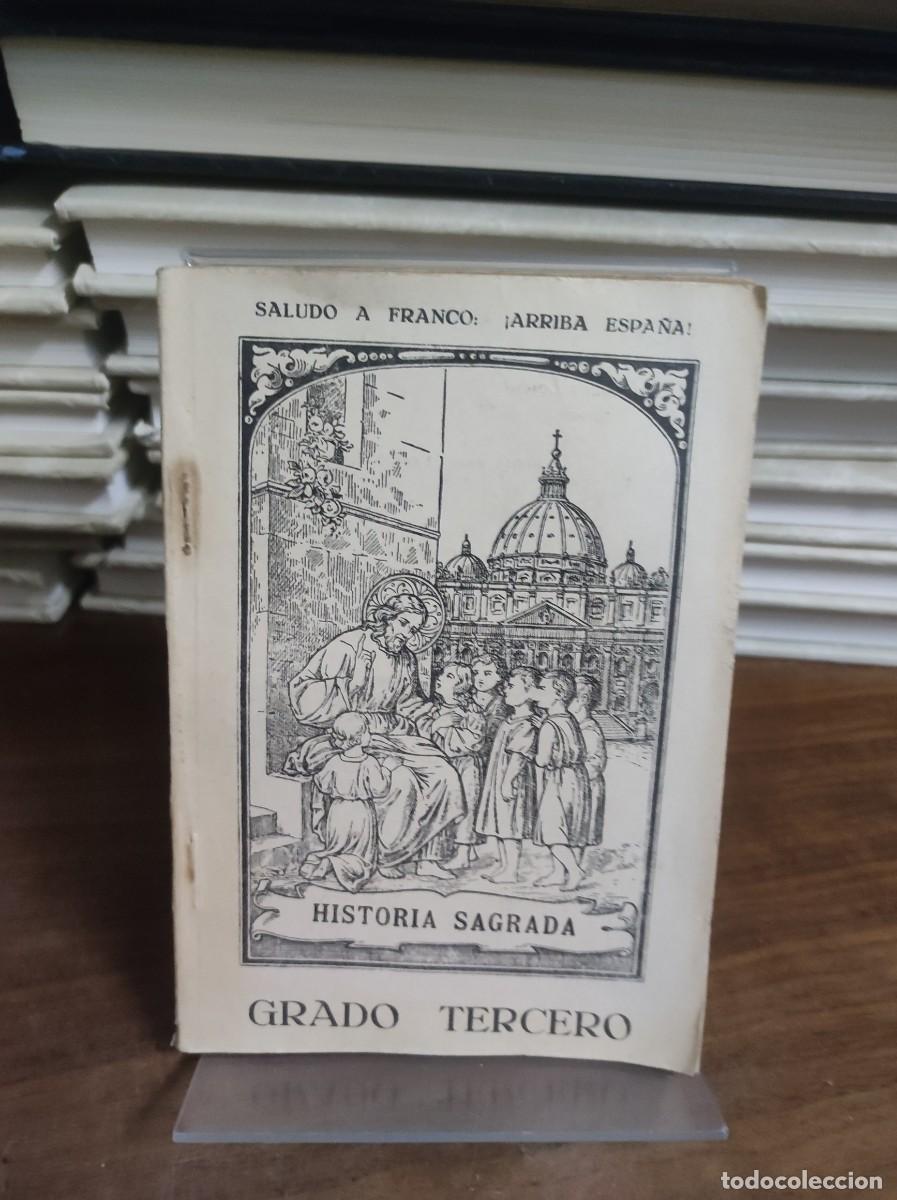 SALUDO A FRANCO: ¡ARRIBA ESPAÑA!
HISTORIA SAGRADA
GRADO TERCERO
todocoleccion